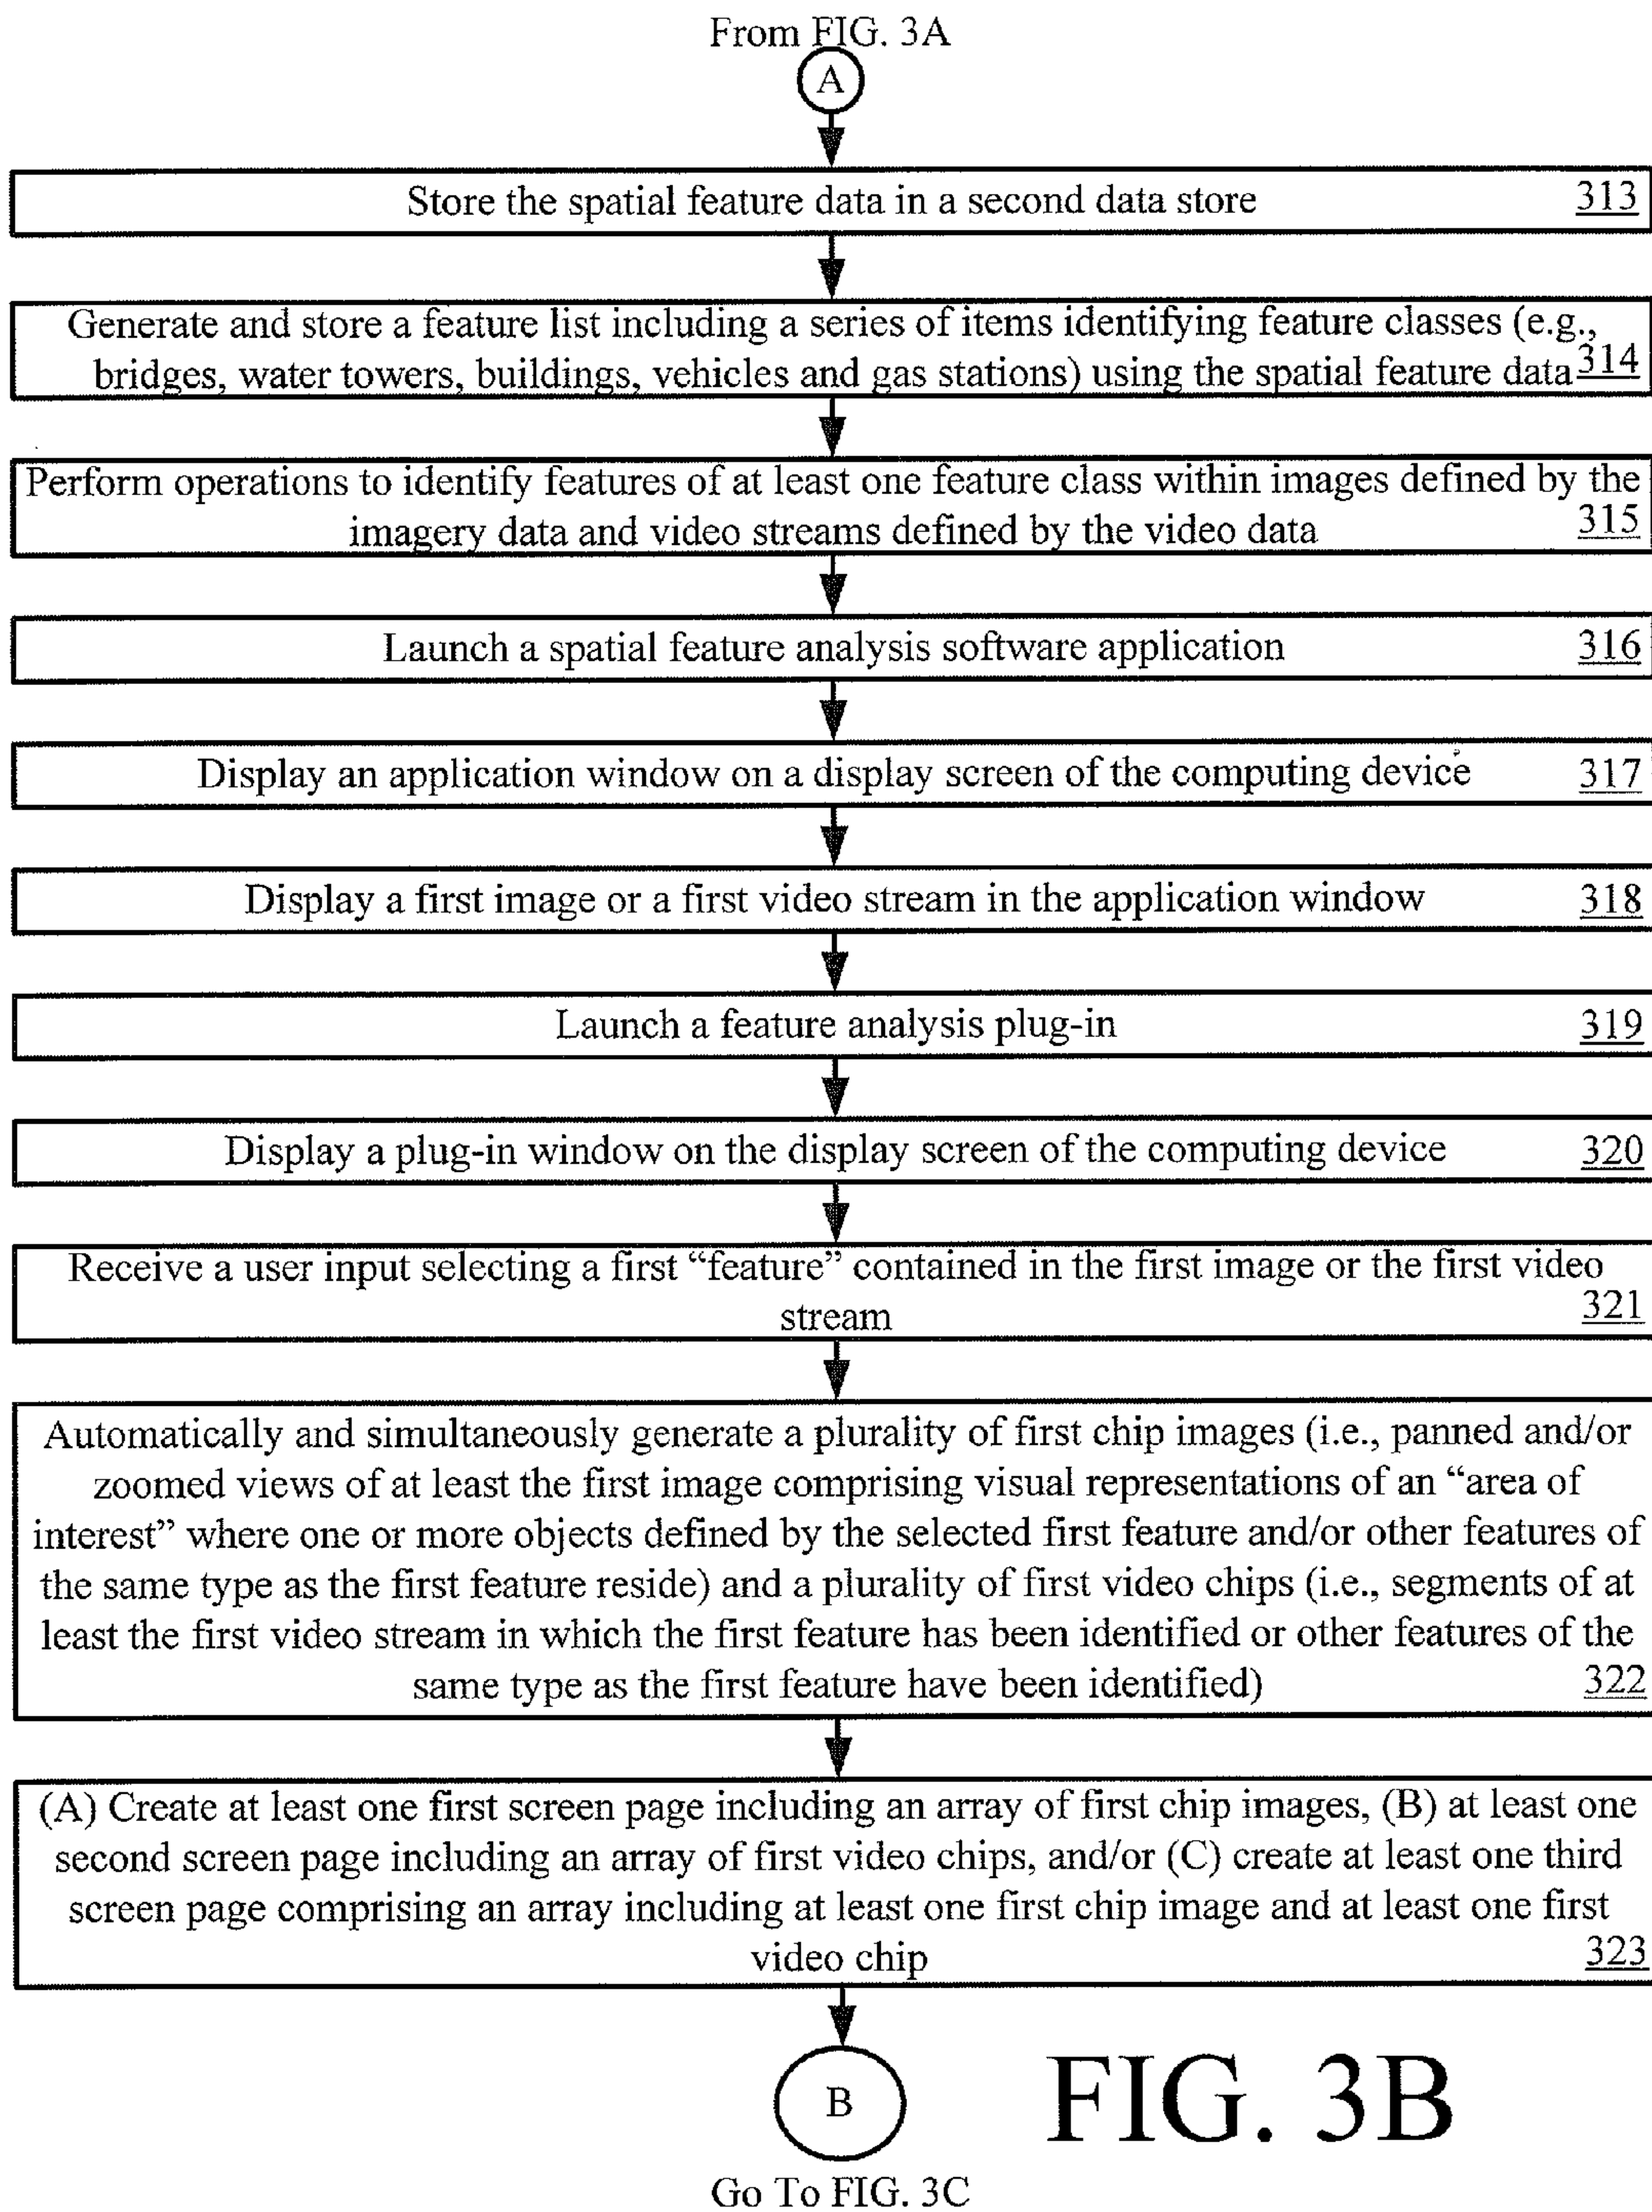 From FIG. 3A
A
Store the spatial feature data in a second data store 313
Generate and store a feature list including a series of items identifying feature classes (e.g.,
bridges, water towers, buildings, vehicles and gas stations) using the spatial feature data 314
Perform operations to identify features of at least one feature class within images defined by the
imagery data and video streams defined by the video data 315
Launch a spatial feature analysis software application 316
Display an application window on a display screen of the computing device 317
Display a first image or a first video stream in the application window 318
Launch a feature analysis plug-in 319
Display a plug-in window on the display screen of the computing device 320
Receive a user input selecting a first “feature” contained in the first image or the first video
stream 321
Automatically and simultaneously generate a plurality of first chip images (i.e., panned and/or
zoomed views of at least the first image comprising visual representations of an “area of
interest” where one or more objects defined by the selected first feature and/or other features of
the same type as the first feature reside) and a plurality of first video chips (i.e., segments of at
least the first video stream in which the first feature has been identified or other features of the
same type as the first feature have been identified) 322
(A) Create at least one first screen page including an array of first chip images, (B) at least one
second screen page including an array of first video chips, and/or (C) create at least one third
screen page comprising an array including at least one first chip image and at least one first
video chip 323
B
FIG. 3B
Go To FIG. 3C